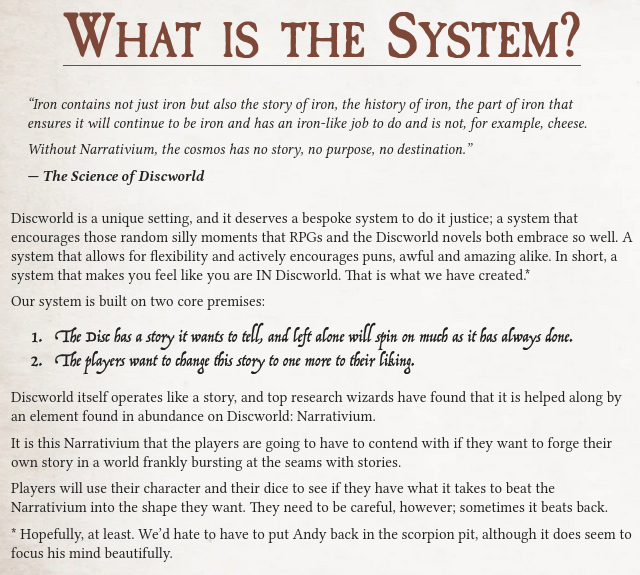 What is the System?
“Iron contains not just iron but also the story of iron, the history of iron, the part of iron that
ensures it will continue to be iron and has an iron-like job to do and is not, for example, cheese.
Without Narrativium, the cosmos has no story, no purpose, no destination.”
— The Science of Discworld
Discworld is a unique setting, and it deserves a bespoke system to do it justice; a system that
encourages those random silly moments that RPGs and the Discworld novels both embrace so well. A
system that allows for flexibility and actively encourages puns, awful and amazing alike. In short, a
system that makes you feel like you are IN Discworld. That is what we have created.*
Our system is built on two core premises:
1. The Disc has a story it wants to tell, and left alone will spin on much as it has always done.
2. The players want to change this story to one more to their liking.
Discworld itself operates like a story, and top research wizards have found that it is helped along by
an element found in abundance on Discworld: Narrativium.
It is this Narrativium that the players are going to have to contend with if they want to forge their
own story in a world frankly bursting at the seams with stories.
Players will use their character and their dice to see if they have what it takes to beat the
Narrativium into the shape they want. They need to be careful, however; sometimes it beats back.
* Hopefully, at least. We’d hate to have to put Andy back in the scorpion pit, although it does seem to
focus his mind beautifully.